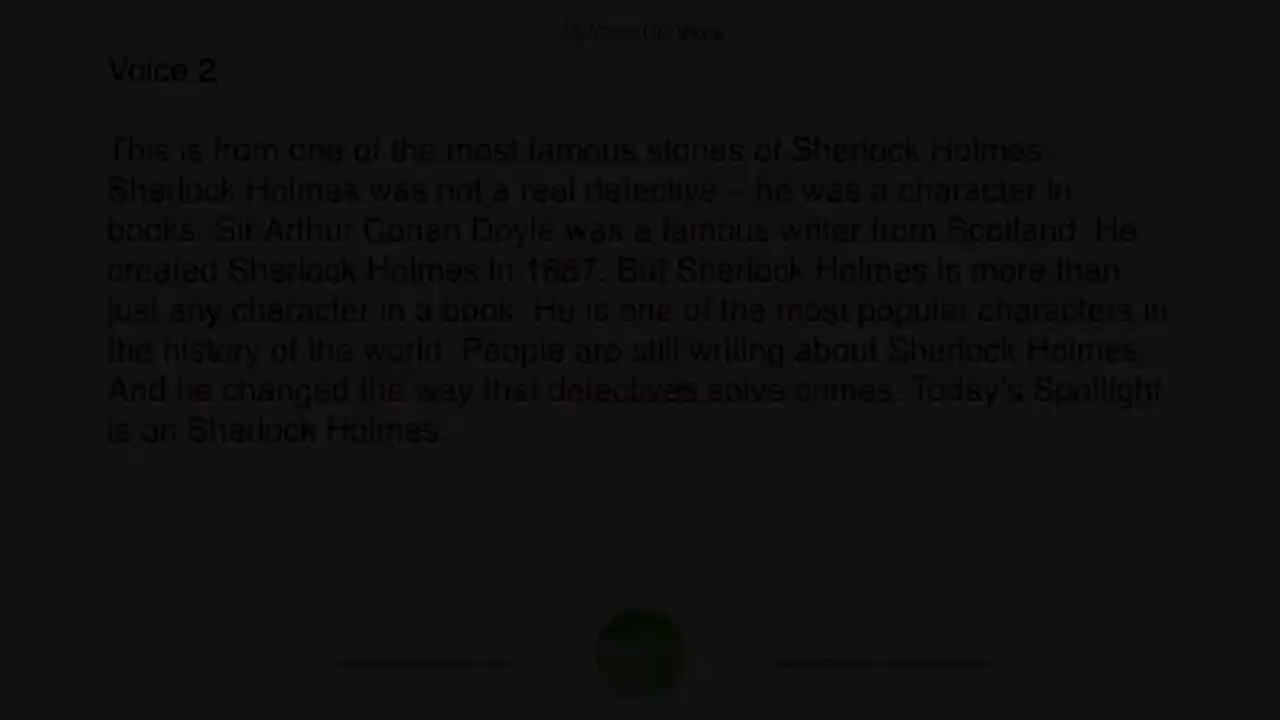 Voice 2
This is from one of the most famous stories of Sherlock Holmes.
Sherlock Holmes was not a real detective – he was a character in
books. Sir Arthur Conan Doyle was a famous writer from Scotland. He
created Sherlock Holmes in 1887. But Sherlock Holmes is more than
just any character in a book. He is one of the most popular characters in
the history of the world. People are still writing about Sherlock Holmes.
And he changed the way that detectives solve crimes. Today's Spotlight
is on Sherlock Holmes.